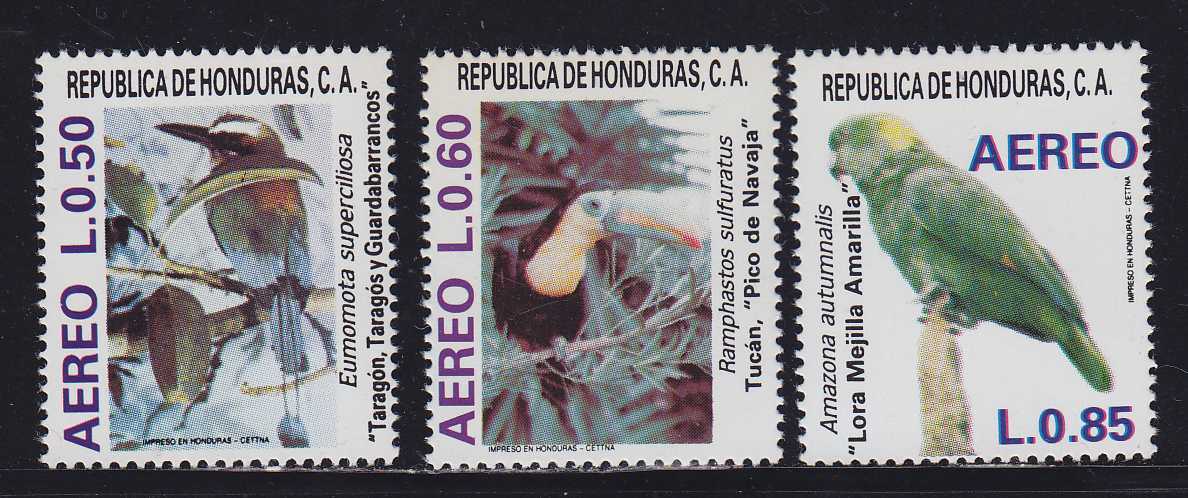 REPUBLICA DE HONDURAS, C. A.
AEREO L.0.50
Eumomota superciliosa
"Taragón, Taragós y Guardabarrancos"
IMPRESO EN HONDURAS - CETTNA
REPUBLICA DE HONDURAS, C. A.
AEREO L.0.60
Ramphastos sulfuratus
Tucán, "Pico de Navaja"
IMPRESO EN HONDURAS - CETTNA
REPUBLICA DE HONDURAS, C. A.
AEREO
Amazona autumnalis
"Lora Mejilla Amarilla"
IMPRESO EN HONDURAS - CETTNA
L.0.85